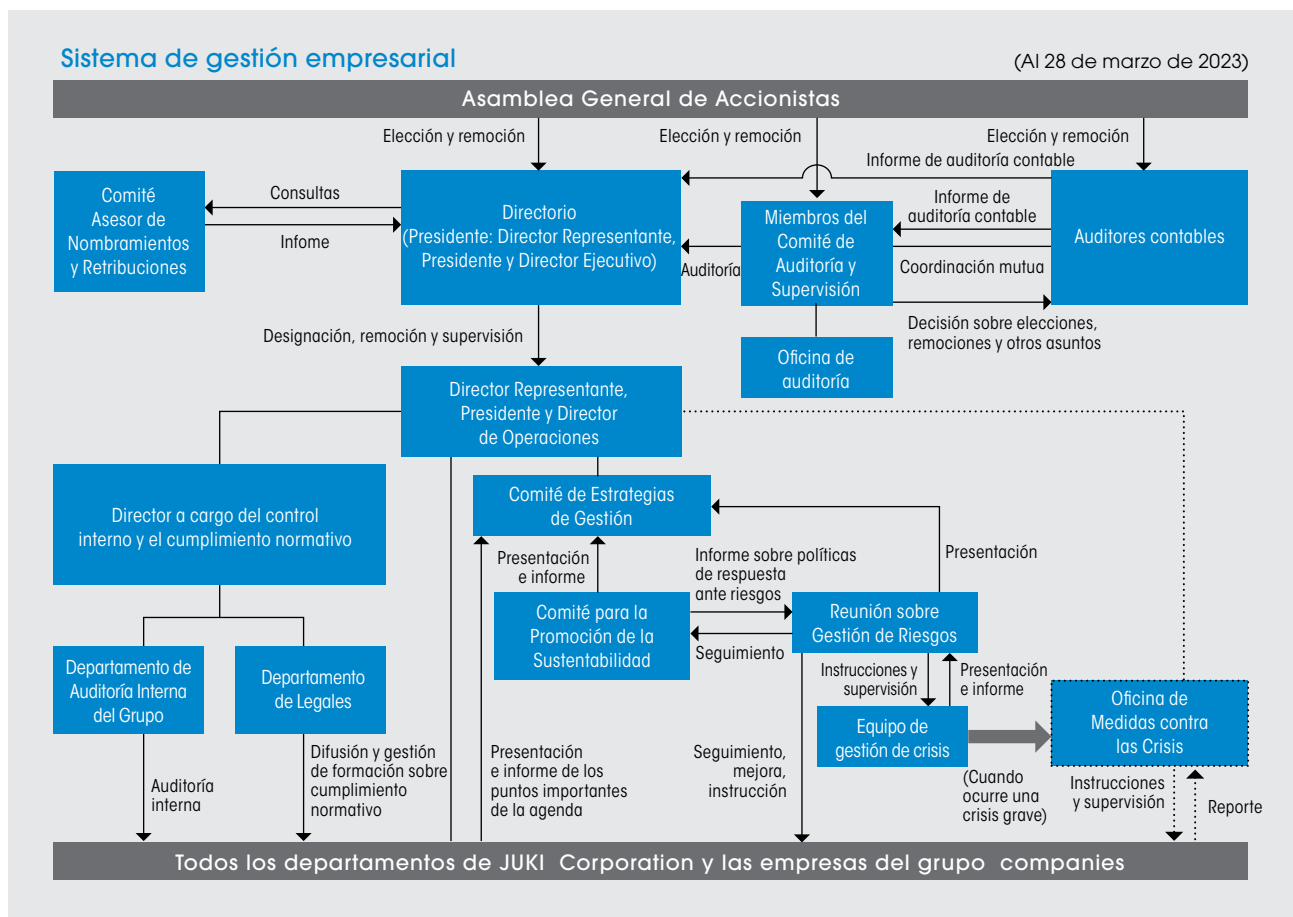 Sistema de gestión empresarial
(Al 28 de marzo de 2023)
Asamblea General de Accionistas
Elección y remoción
Elección y remoción
Elección y remoción
Informe de auditoría contable
Comité
Asesor de
Nombramientos
y Retribuciones
Consultas
Infome
Directorio
(Presidente: Director Representante,
Presidente y Director Ejecutivo)
Auditoría
Miembros del
Comité de
Auditoría y
Supervisión
Informe de
auditoría contable
Coordinación mutua
Auditores contables
Decisión sobre elecciones,
remociones y otros asuntos
Designación, remoción y supervisión
Oficina de
auditoría
Director Representante,
Presidente y Director
de Operaciones
Director a cargo del control
interno y el cumplimiento normativo
Comité de Estrategias
de Gestión
Presentación
e informe
Informe sobre políticas
de respuesta
ante riesgos
Presentación
Comité para la
Promoción de la
Sustentabilidad
Seguimiento
Reunión sobre
Gestión de Riesgos
Departamento de
Auditoría Interna
del Grupo
Departamento
de Legales
Instrucciones y
supervisión
Presentación
e informe
Equipo de
gestión de crisis
Oficina de
Medidas contra
las Crisis
Auditoría
interna
Difusión y gestión
de formación sobre
cumplimiento
normativo
Presentación
e informe de los
puntos importantes
de la agenda
Seguimiento,
mejora,
instrucción
(Cuando
ocurre una
crisis grave)
Instrucciones
y supervisión
Reporte
Todos los departamentos de JUKI Corporation y las empresas del grupo companies